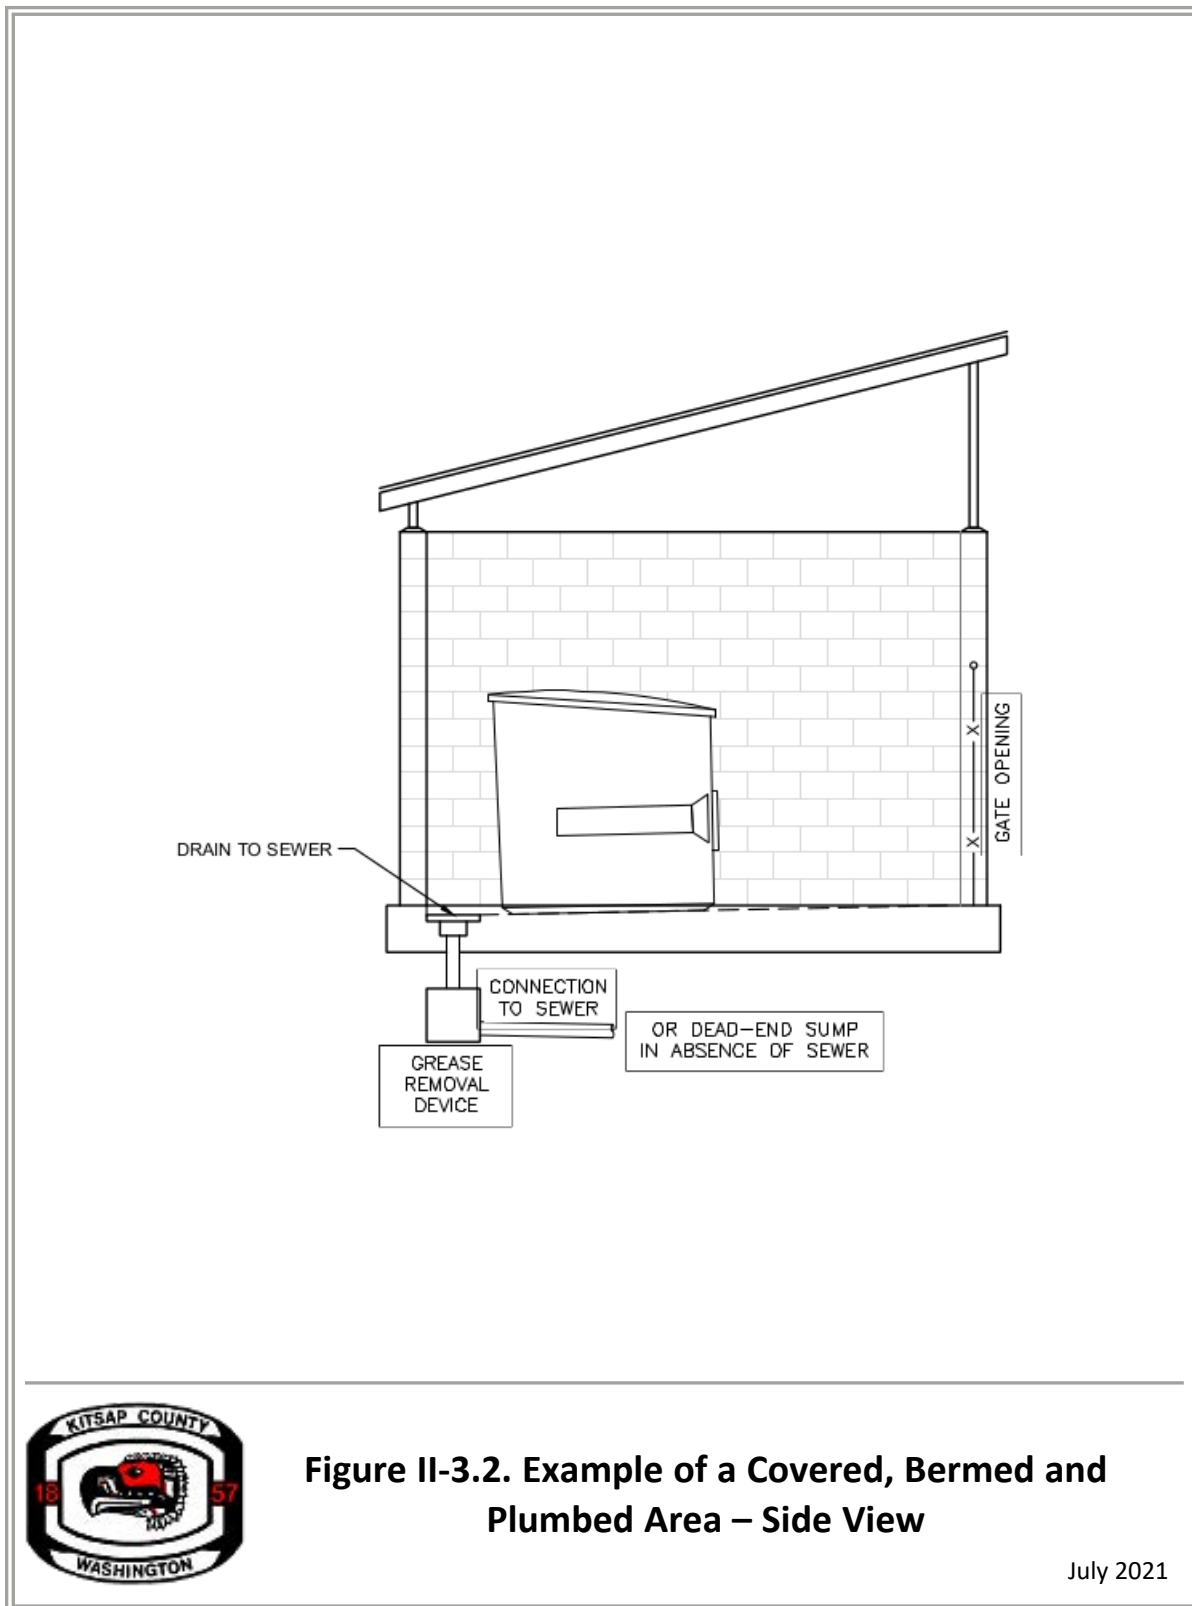 GATE OPENING
DRAIN TO SEWER
CONNECTION
TO SEWER
OR DEAD-END SUMP
IN ABSENCE OF SEWER
GREASE
REMOVAL
DEVICE
KITSAP COUNTY
18 57
WASHINGTON
Figure II-3.2. Example of a Covered, Bermed and
Plumbed Area – Side View
July 2021